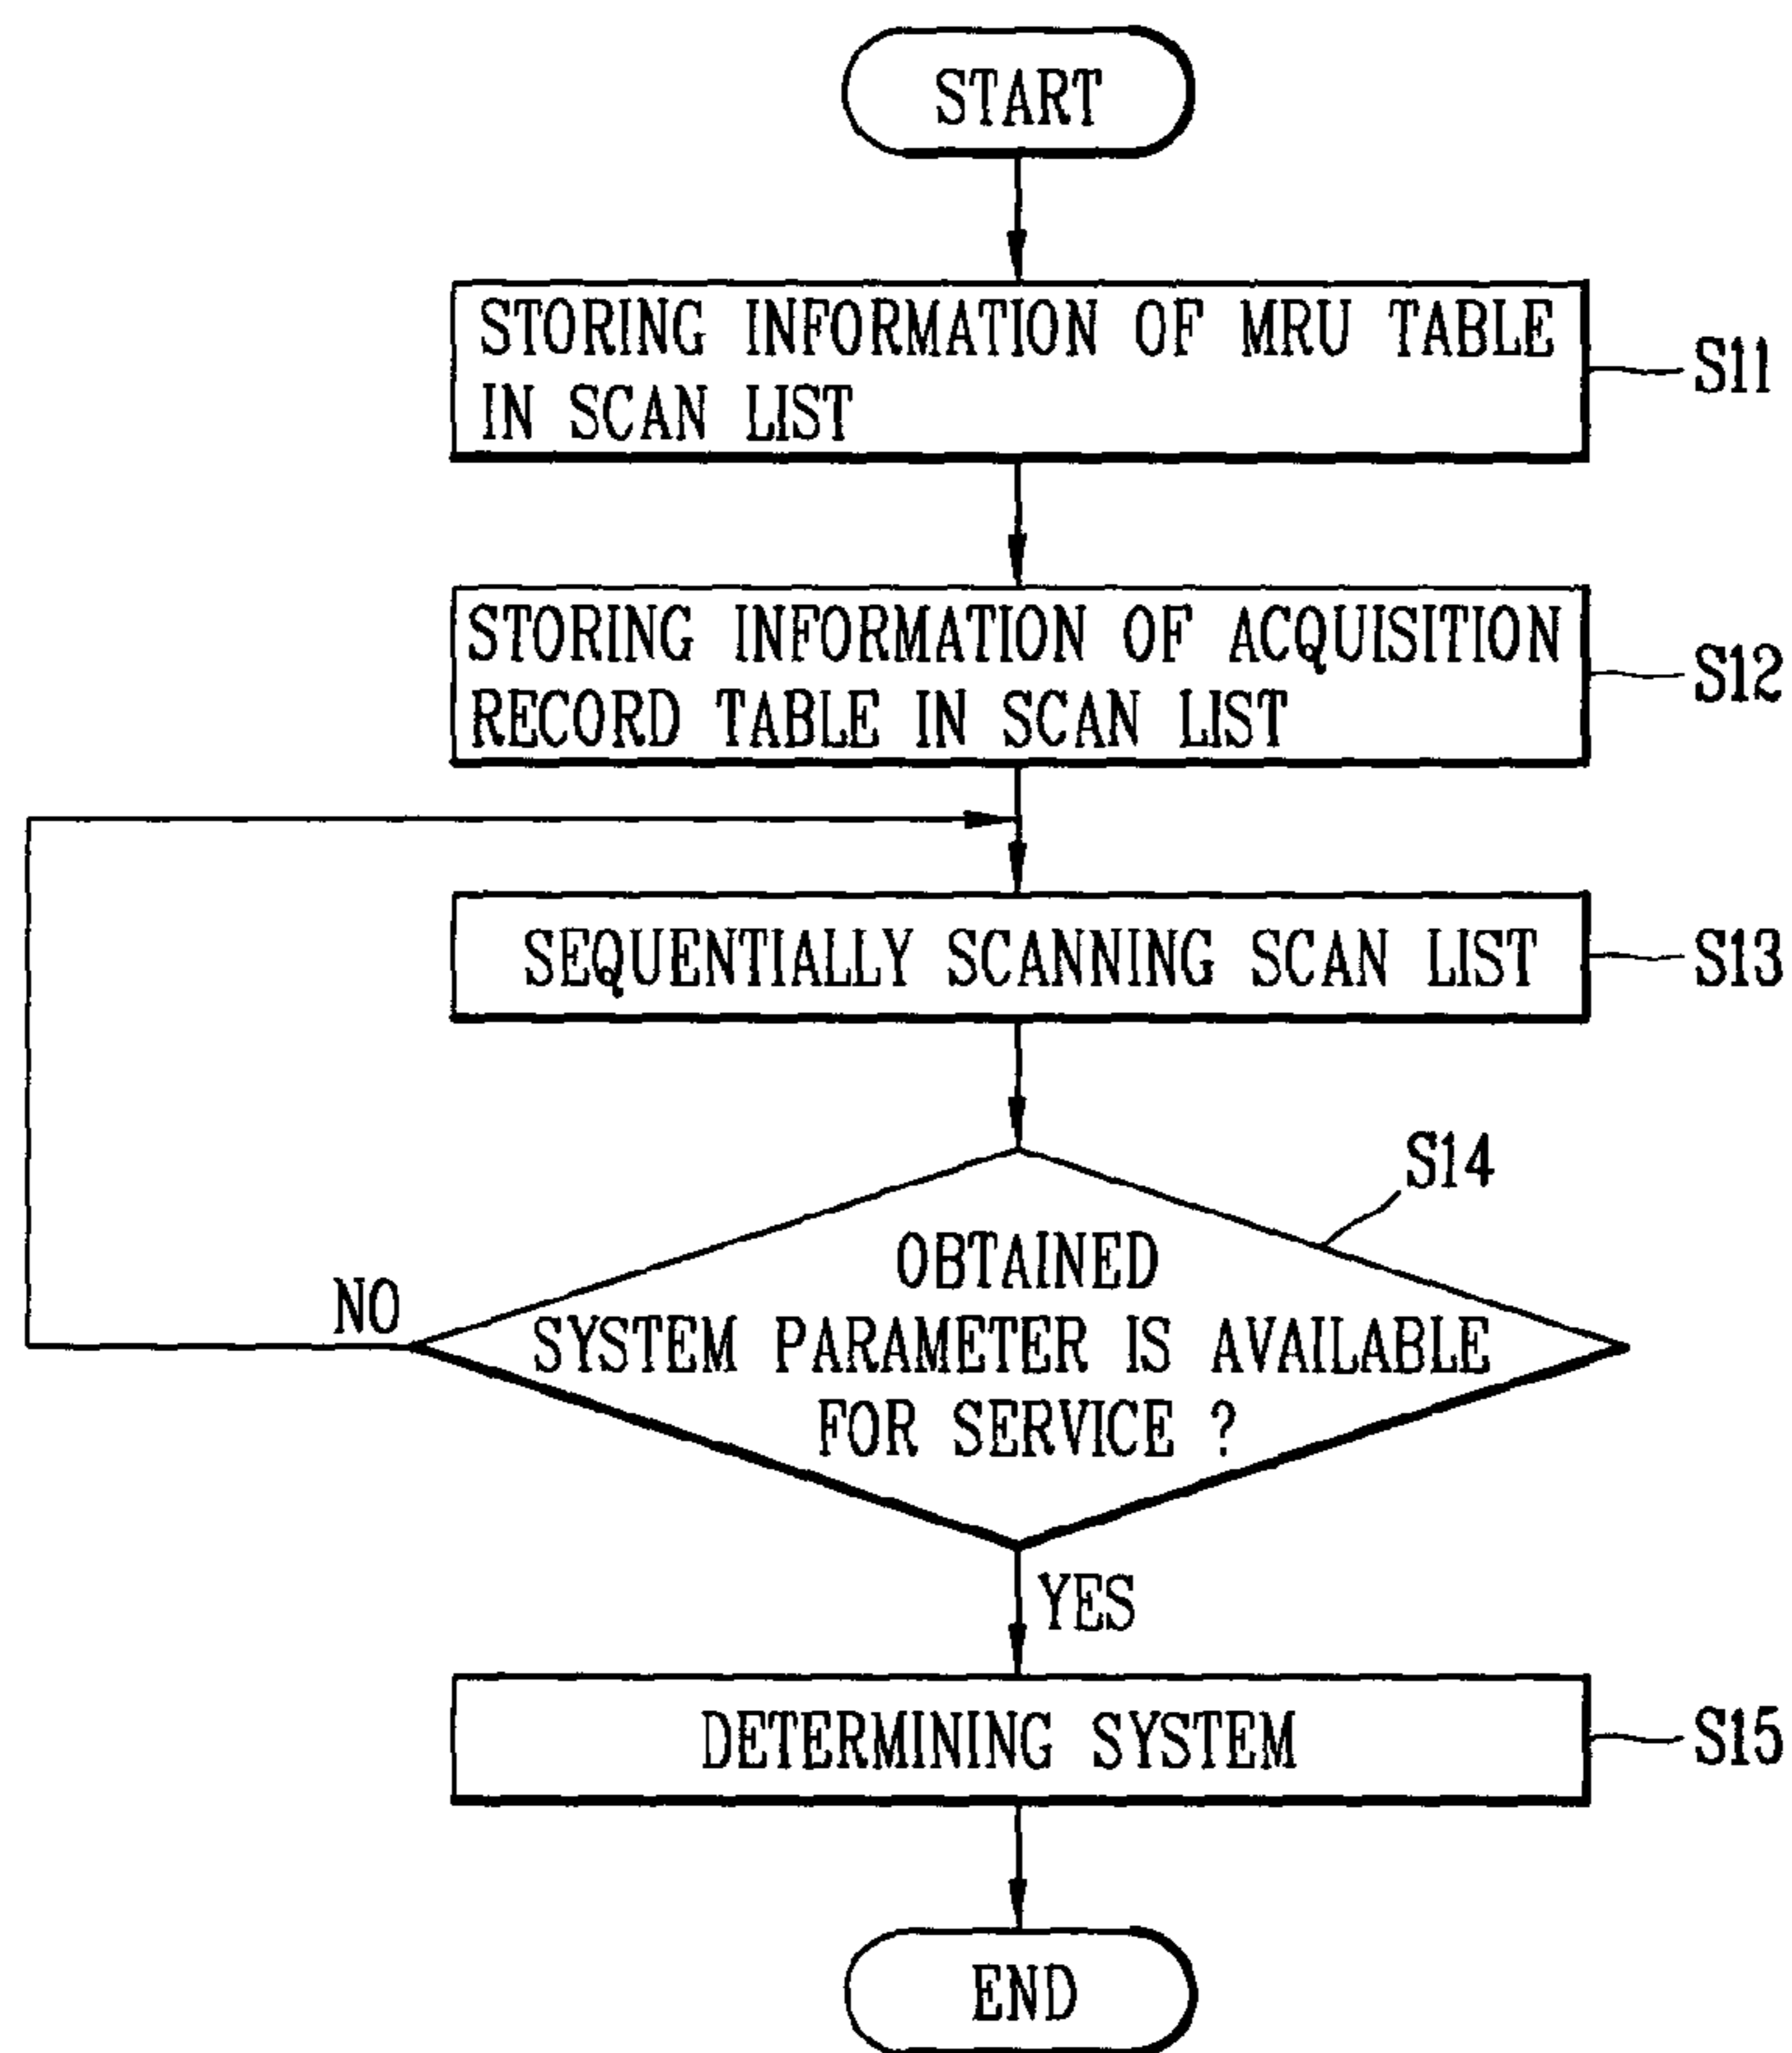 START
STORING INFORMATION OF MRU TABLE
IN SCAN LIST
S11
STORING INFORMATION OF ACQUISITION
RECORD TABLE IN SCAN LIST
S12
SEQUENTIALLY SCANNING SCAN LIST
S13
S14
OBTAINED
SYSTEM PARAMETER IS AVAILABLE
FOR SERVICE ?
NO
YES
DETERMINING SYSTEM
S15
END